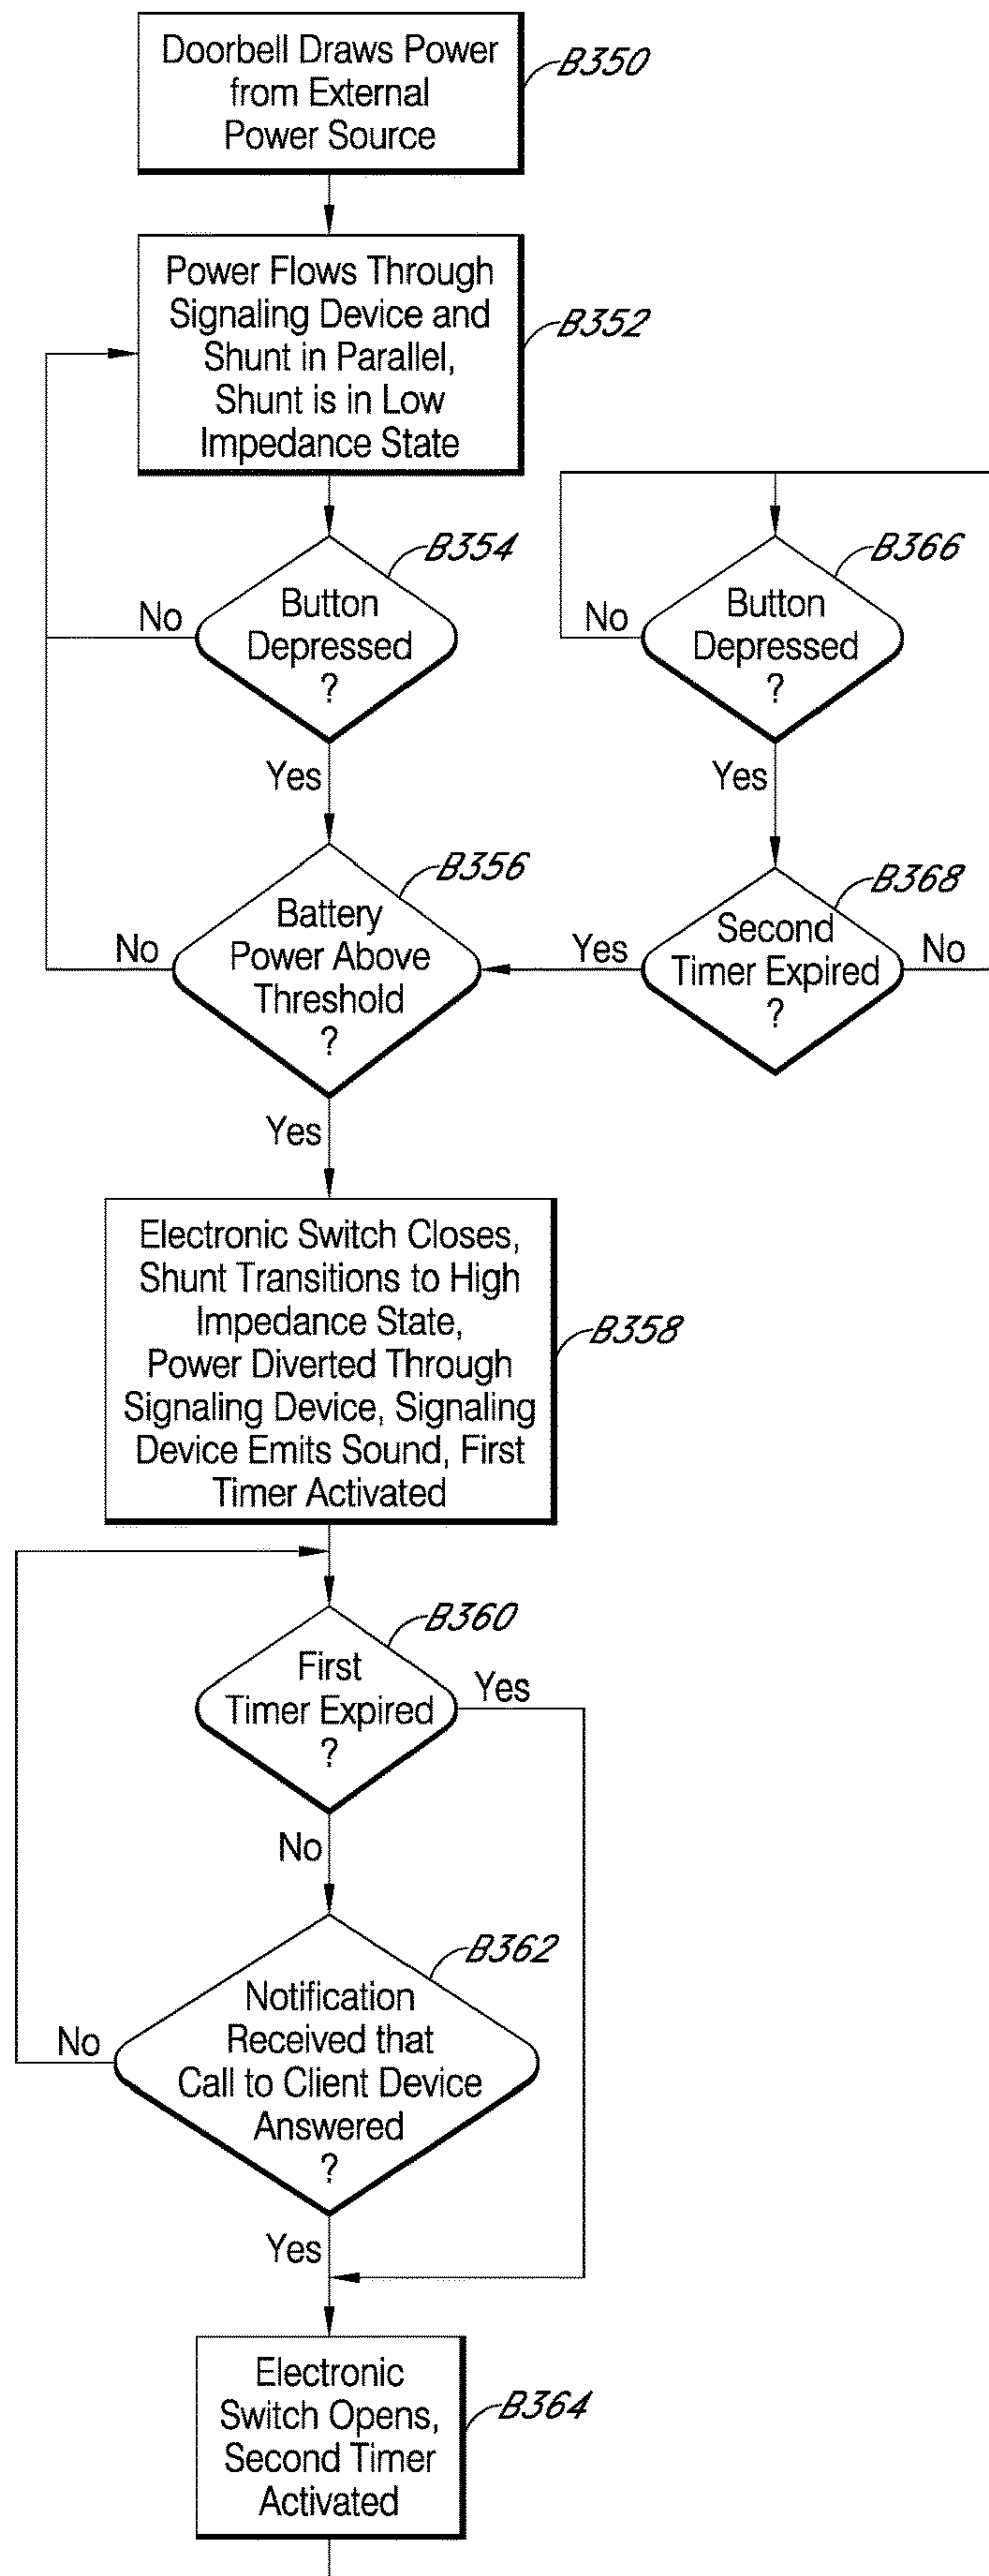 Doorbell Draws Power
from External
Power Source
B350
Power Flows Through
Signaling Device and
Shunt in Parallel,
Shunt is in Low
Impedance State
B352
Button
Depressed
?
B354
No
Yes
Button
Depressed
?
B366
No
Yes
Battery
Power Above
Threshold
?
B356
No
Yes
Second
Timer Expired
?
B368
Yes
No
Electronic Switch Closes,
Shunt Transitions to High
Impedance State,
Power Diverted Through
Signaling Device, Signaling
Device Emits Sound, First
Timer Activated
B358
First
Timer Expired
?
B360
Yes
No
Notification
Received that
Call to Client Device
Answered
?
B362
No
Yes
Electronic
Switch Opens,
Second Timer
Activated
B364